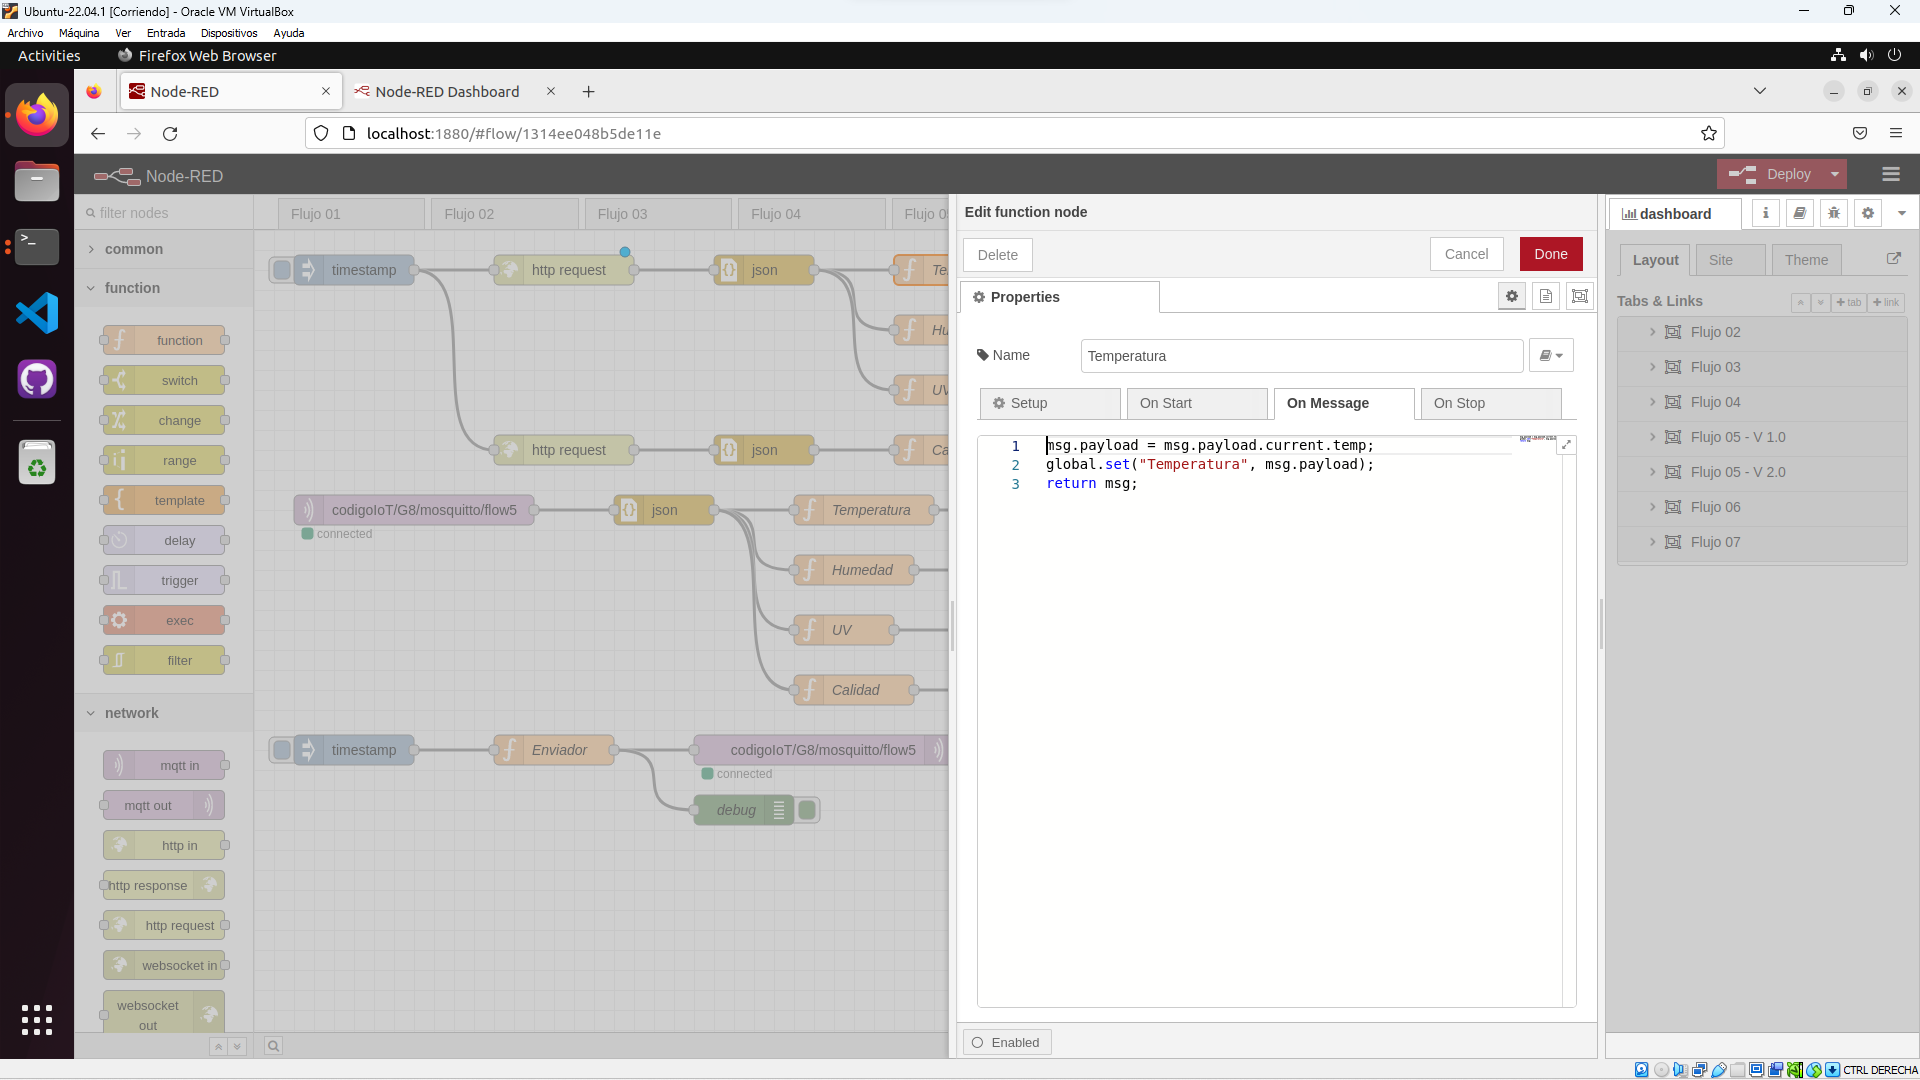 Ubuntu-22.04.1 [Corriendo] - Oracle VM VirtualBox
Archivo Máquina Ver Entrada Dispositivos Ayuda
Activities Firefox Web Browser
Node-RED
Node-RED Dashboard
localhost:1880/#flow/1314ee048b5de11e
Node-RED
Deploy
filter nodes
Flujo 01
Flujo 02
Flujo 03
Flujo 04
common
function
function
switch
change
range
template
delay
trigger
exec
filter
network
mqtt in
mqtt out
http in
http response
http request
websocket in
websocket
out
timestamp
http request
json
http request
json
codigoIoT/G8/mosquitto/flow5
connected
json
Temperatura
Humedad
UV
Calidad
timestamp
Enviador
codigoIoT/G8/mosquitto/flow5
connected
debug
Edit function node
Delete
Cancel
Done
Properties
Name
Temperatura
Setup
On Start
On Message
On Stop
1 msg.payload = msg.payload.current.temp;
2 global.set("Temperatura", msg.payload);
3 return msg;
Enabled
dashboard
Layout
Site
Theme
Tabs & Links
tab
link
Flujo 02
Flujo 03
Flujo 04
Flujo 05 - V 1.0
Flujo 05 - V 2.0
Flujo 06
Flujo 07
CTRL DERECHA